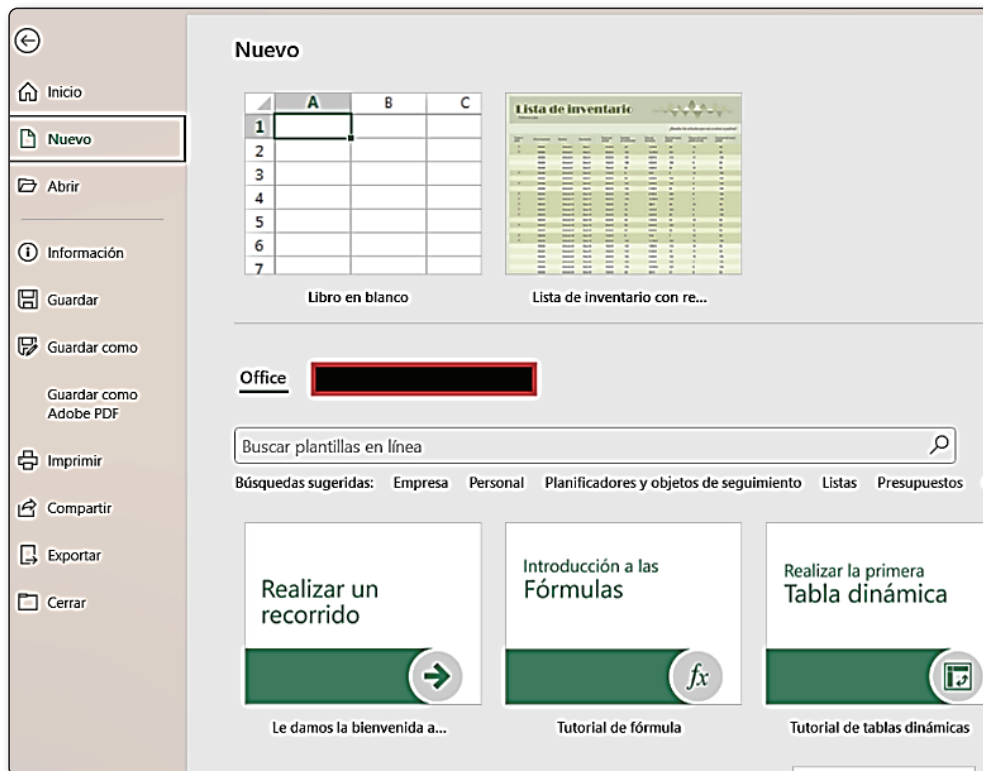 Nuevo
Inicio
Nuevo
Abrir
Información
Guardar
Guardar como
Guardar como
Adobe PDF
Imprimir
Compartir
Exportar
Cerrar
A B C
1
2
3
4
5
6
7
Libro en blanco
Lista de inventario
Lista de inventario con re...
Office
Buscar plantillas en línea
Búsquedas sugeridas: Empresa Personal Planificadores y objetos de seguimiento Listas Presupuestos
Realizar un
recorrido
Le damos la bienvenida a...
Introducción a las
Fórmulas
fx
Tutorial de fórmula
Realizar la primera
Tabla dinámica
Tutorial de tablas dinámicas